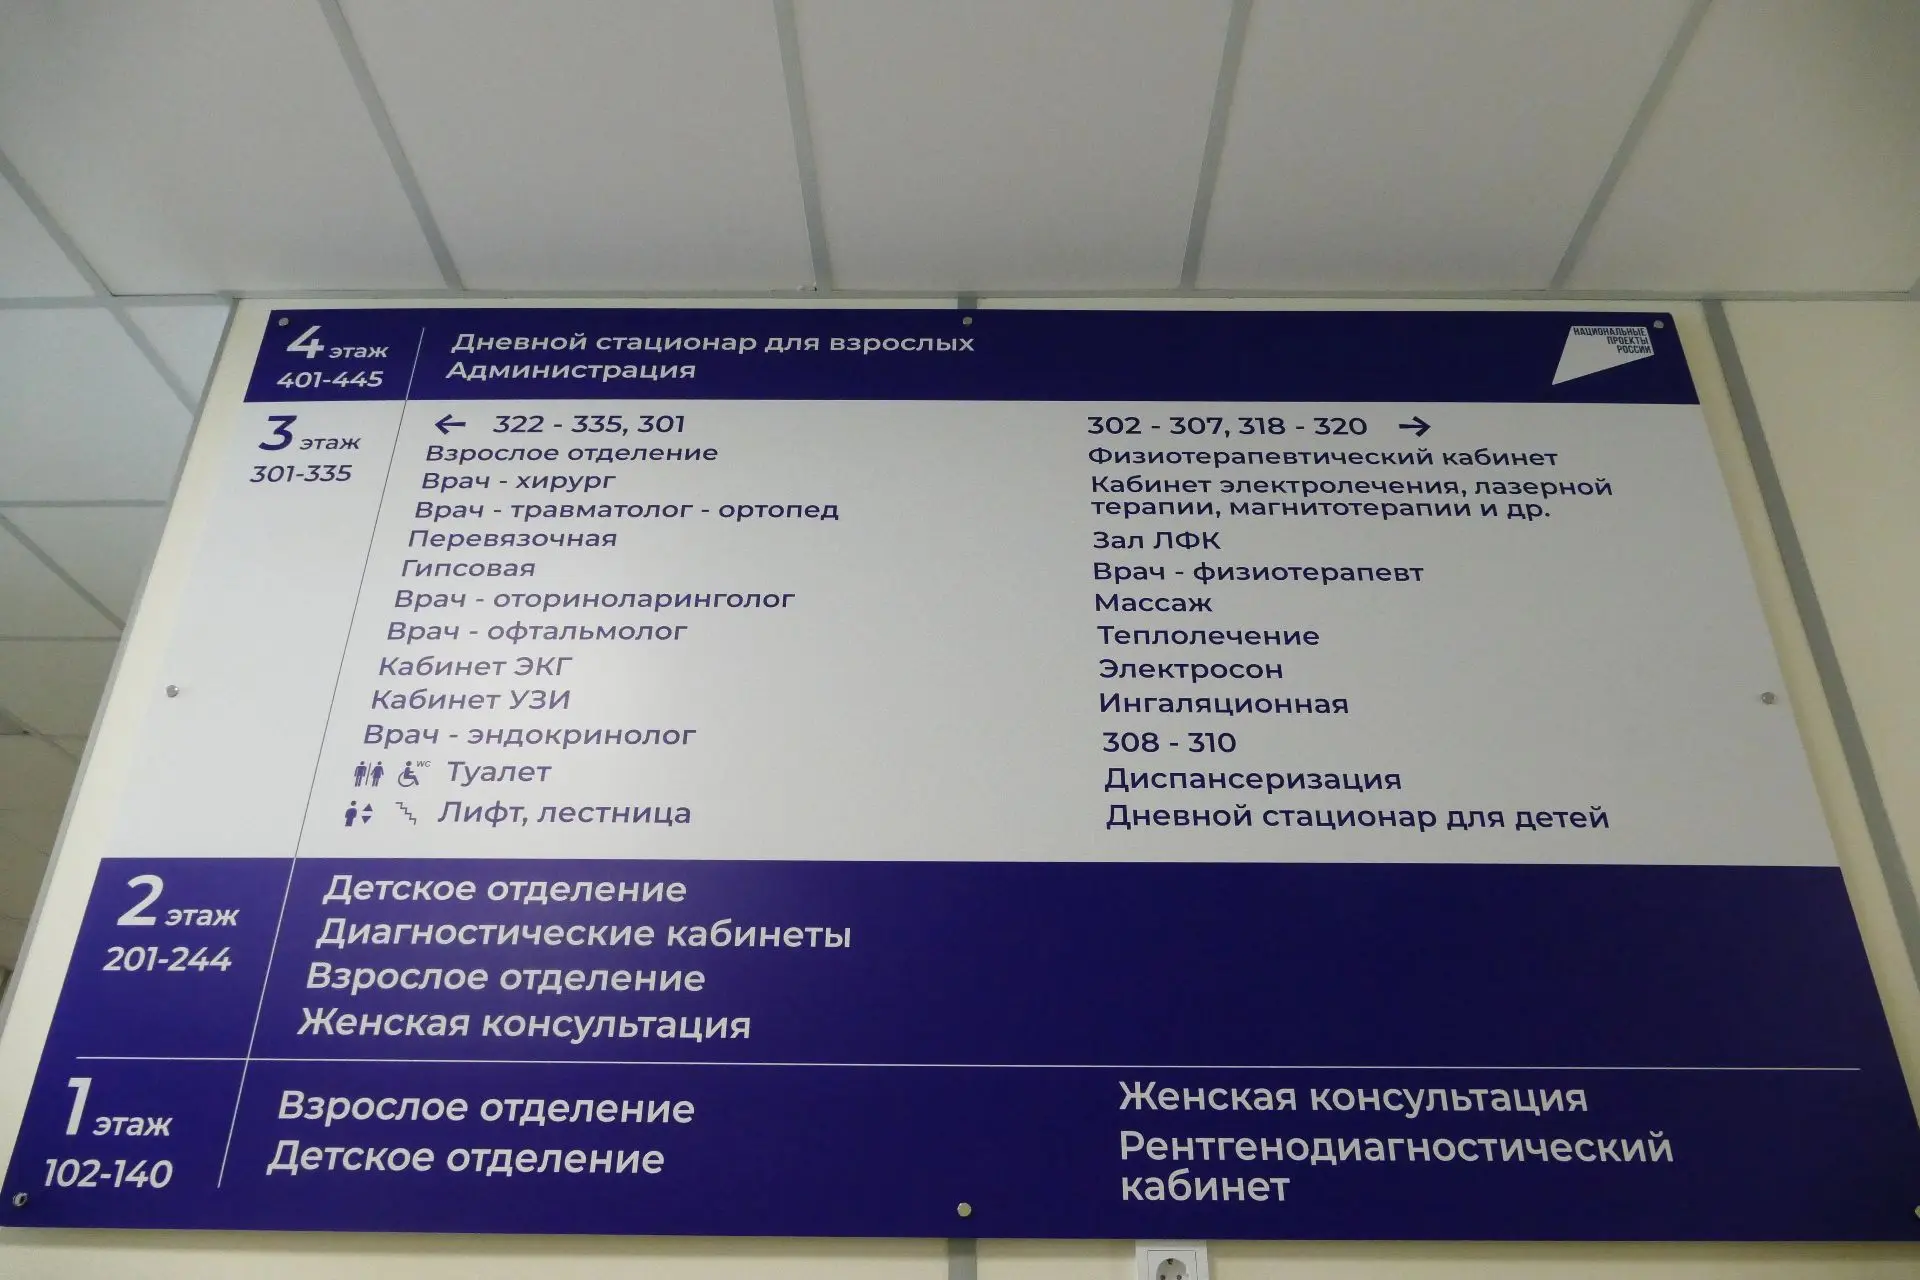 4 этаж
401-445
Дневной стационар для взрослых
Администрация
НАЦИОНАЛЬНЫЕ
ПРОЕКТЫ
РОССИИ
3 этаж
301-335
← 322 - 335, 301
Взрослое отделение
Врач - хирург
Врач - травматолог - ортопед
Перевязочная
Гипсовая
Врач - оториноларинголог
Врач - офтальмолог
Кабинет ЭКГ
Кабинет УЗИ
Врач - эндокринолог
WC Туалет
Лифт, лестница
302 - 307, 318 - 320 →
Физиотерапевтический кабинет
Кабинет электролечения, лазерной
терапии, магнитотерапии и др.
Зал ЛФК
Врач - физиотерапевт
Массаж
Теплолечение
Электросон
Ингаляционная
308 - 310
Диспансеризация
Дневной стационар для детей
2 этаж
201-244
Детское отделение
Диагностические кабинеты
Взрослое отделение
Женская консультация
1 этаж
102-140
Взрослое отделение
Детское отделение
Женская консультация
Рентгенодиагностический
кабинет